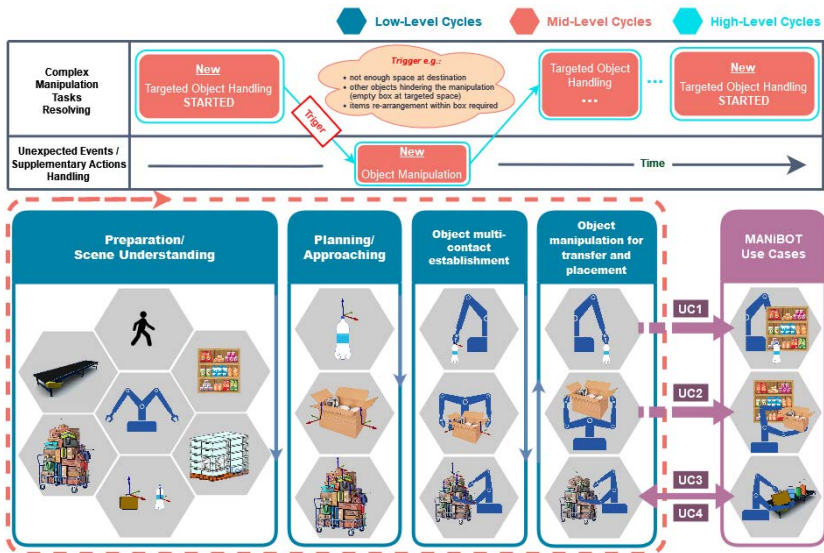 Low-Level Cycles
Mid-Level Cycles
High-Level Cycles
Complex
Manipulation
Tasks
Resolving
New
Targeted Object Handling
STARTED
Trigger e.g.:
• not enough space at destination
• other objects hindering the manipulation
(empty box at targeted space)
• items re-arrangement within box required
Targeted Object
Handling
...
...
New
Targeted Object Handling
STARTED
Triger
Unexpected Events /
Supplementary Actions
Handling
New
Object Manipulation
Time
Preparation/
Scene Understanding
Planning/
Approaching
Object multi-
contact
establishment
Object
manipulation for
transfer and
placement
MANiBOT
Use Cases
UC1
UC2
UC3
UC4